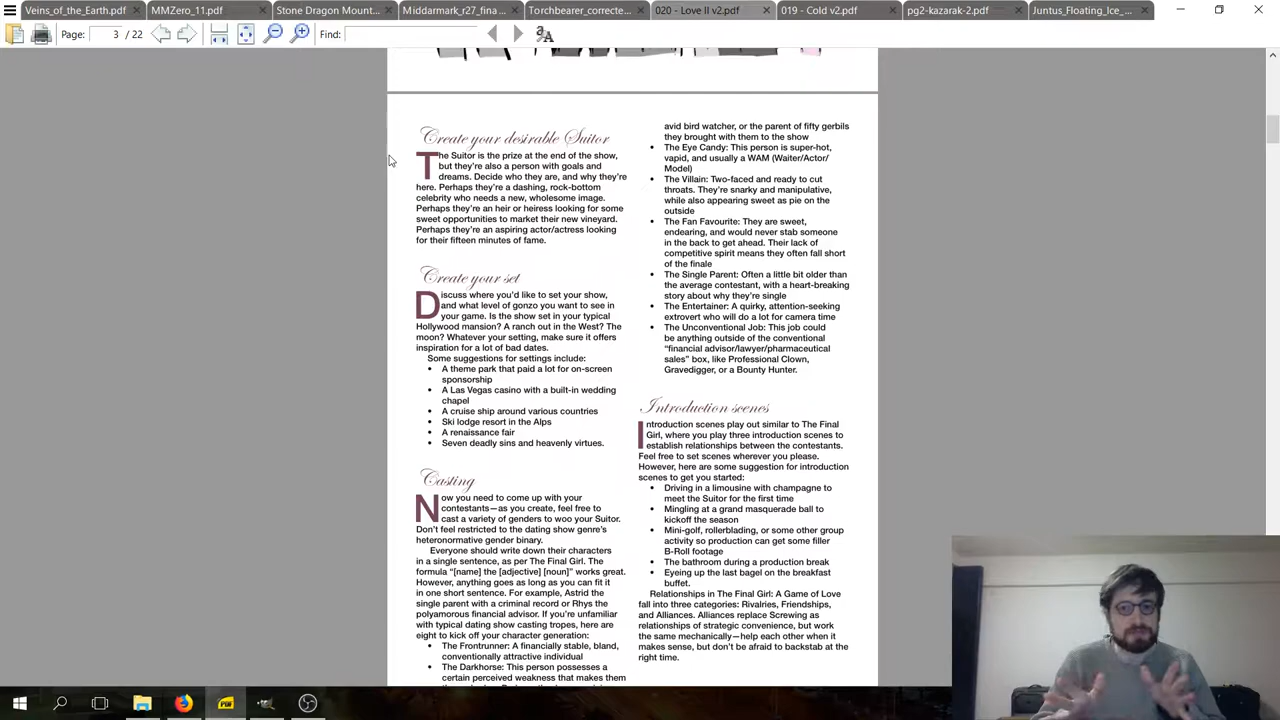 Veins_of_the_Earth.pdf
MMZero_11.pdf
Stone Dragon Mount...
Middarmark_r27_fina...
Torchbearer_correcte...
020 - Love II v2.pdf
019 - Cold v2.pdf
pg2-kazarak-2.pdf
Juntus_Floating_Ice_...
Page: 3 / 22
Find:
Create your desirable Suitor
The Suitor is the prize at the end of the show,
but they're also a person with goals and
dreams. Decide who they are, and why they're
here. Perhaps they're a dashing, rock-bottom
celebrity who needs a new, wholesome image.
Perhaps they're an heir or heiress looking for some
sweet opportunities to market their new vineyard.
Perhaps they're an aspiring actor/actress looking
for their fifteen minutes of fame.
Create your set
Discuss where you'd like to set your show,
and what level of gonzo you want to see in
your game. Is the show set in your typical
Hollywood mansion? A ranch out in the West? The
moon? Whatever your setting, make sure it offers
inspiration for a lot of bad dates.
Some suggestions for settings include:
• A theme park that paid a lot for on-screen
sponsorship
• A Las Vegas casino with a built-in wedding
chapel
• A cruise ship around various countries
• Ski lodge resort in the Alps
• A renaissance fair
• Seven deadly sins and heavenly virtues.
Casting
Now you need to come up with your
contestants—as you create, feel free to
cast a variety of genders to woo your Suitor.
Don't feel restricted to the dating show genre's
heteronormative gender binary.
Everyone should write down their characters
in a single sentence, as per The Final Girl. The
formula "[name] the [adjective] [noun]" works great.
However, anything goes as long as you can fit it
in one short sentence. For example, Astrid the
single parent with a criminal record or Rhys the
polyamorous financial advisor. If you're unfamiliar
with typical dating show casting tropes, here are
eight to kick off your character generation:
• The Frontrunner: A financially stable, bland,
conventionally attractive individual
• The Darkhorse: This person possesses a
certain perceived weakness that makes them
avid bird watcher, or the parent of fifty gerbils
they brought with them to the show
• The Eye Candy: This person is super-hot,
vapid, and usually a WAM (Waiter/Actor/
Model)
• The Villain: Two-faced and ready to cut
throats. They're snarky and manipulative,
while also appearing sweet as pie on the
outside
• The Fan Favourite: They are sweet,
endearing, and would never stab someone
in the back to get ahead. Their lack of
competitive spirit means they often fall short
of the finale
• The Single Parent: Often a little bit older than
the average contestant, with a heart-breaking
story about why they're single
• The Entertainer: A quirky, attention-seeking
extrovert who will do a lot for camera time
• The Unconventional Job: This job could
be anything outside of the conventional
"financial advisor/lawyer/pharmaceutical
sales" box, like Professional Clown,
Gravedigger, or a Bounty Hunter.
Introduction scenes
Introduction scenes play out similar to The Final
Girl, where you play three introduction scenes to
establish relationships between the contestants.
Feel free to set scenes wherever you please.
However, here are some suggestion for introduction
scenes to get you started:
• Driving in a limousine with champagne to
meet the Suitor for the first time
• Mingling at a grand masquerade ball to
kickoff the season
• Mini-golf, rollerblading, or some other group
activity so production can get some filler
B-Roll footage
• The bathroom during a production break
• Eyeing up the last bagel on the breakfast
buffet.
Relationships in The Final Girl: A Game of Love
fall into three categories: Rivalries, Friendships,
and Alliances. Alliances replace Screwing as
relationships of strategic convenience, but work
the same mechanically—help each other when it
makes sense, but don't be afraid to backstab at the
right time.